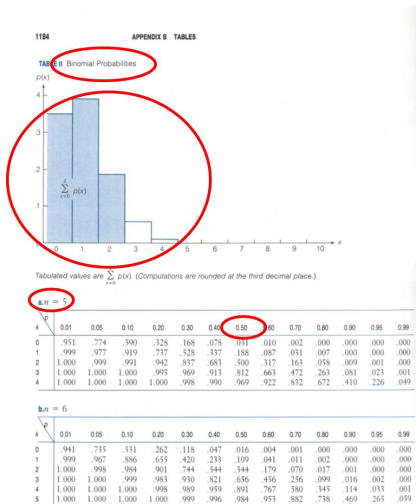 1184 APPENDIX B TABLES
TABLE II Binomial Probabilities
p(x)
.4
.3
.2
.1
0
0 1 2 3 4 5 6 7 8 9 10 x
p(x)
Tabulated values are ∑ p(x). (Computations are rounded at the third decimal place.)
x=0
a. n = 5
p
k 0.01 0.05 0.10 0.20 0.30 0.40 0.50 0.60 0.70 0.80 0.90 0.95 0.99
0 .951 .774 .590 .328 .168 .078 .031 .010 .002 .000 .000 .000 .000
1 .999 .977 .919 .737 .528 .337 .188 .087 .031 .007 .000 .000 .000
2 1.000 .999 .991 .942 .837 .683 .500 .317 .163 .058 .009 .001 .000
3 1.000 1.000 1.000 .993 .969 .913 .812 .663 .472 .263 .081 .023 .001
4 1.000 1.000 1.000 1.000 .998 .990 .969 .922 .832 .672 .410 .226 .049
b. n = 6
p
k 0.01 0.05 0.10 0.20 0.30 0.40 0.50 0.60 0.70 0.80 0.90 0.95 0.99
0 .941 .735 .531 .262 .118 .047 .016 .004 .001 .000 .000 .000 .000
1 .999 .967 .886 .655 .420 .233 .109 .041 .011 .002 .000 .000 .000
2 1.000 .998 .984 .901 .744 .544 .344 .179 .070 .017 .001 .000 .000
3 1.000 1.000 .999 .983 .930 .821 .656 .456 .256 .099 .016 .002 .000
4 1.000 1.000 1.000 .998 .989 .959 .891 .767 .580 .345 .114 .033 .001
5 1.000 1.000 1.000 1.000 .999 .996 .984 .953 .882 .738 .469 .265 .059